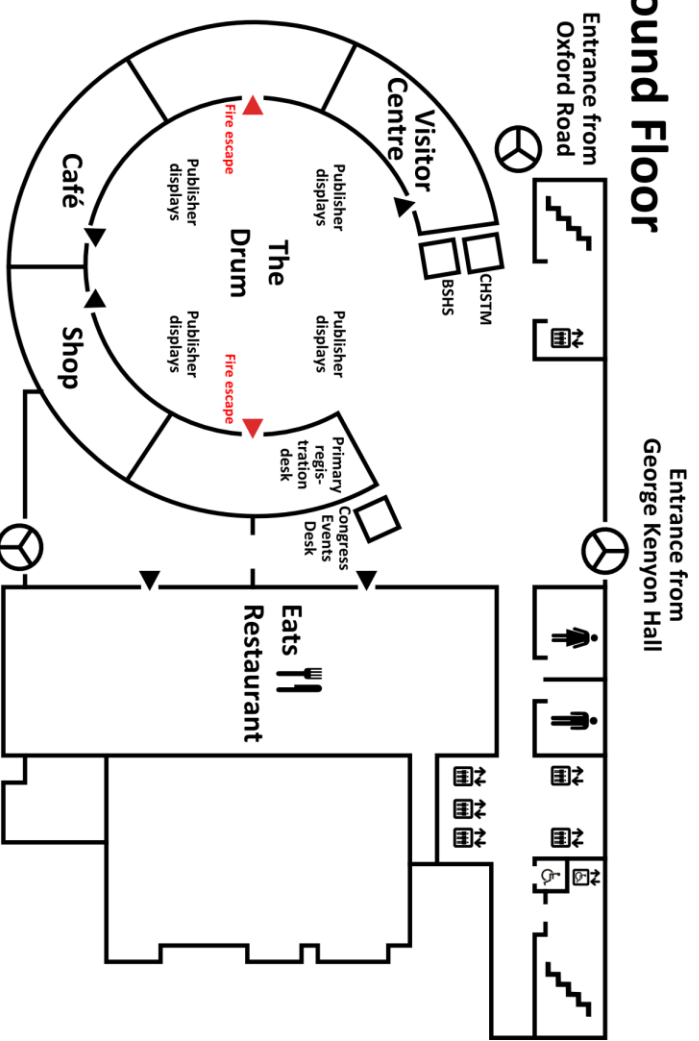 ound Floor
Entrance from
Oxford Road
Entrance from
George Kenyon Hall
Visitor
Centre
CHSTM
BSHS
Publisher
displays
Publisher
displays
The
Drum
Fire escape
Publisher
displays
Publisher
displays
Fire escape
Café
Shop
Primary
regis-
tration
desk
Congress
Events
Desk
Eats
Restaurant